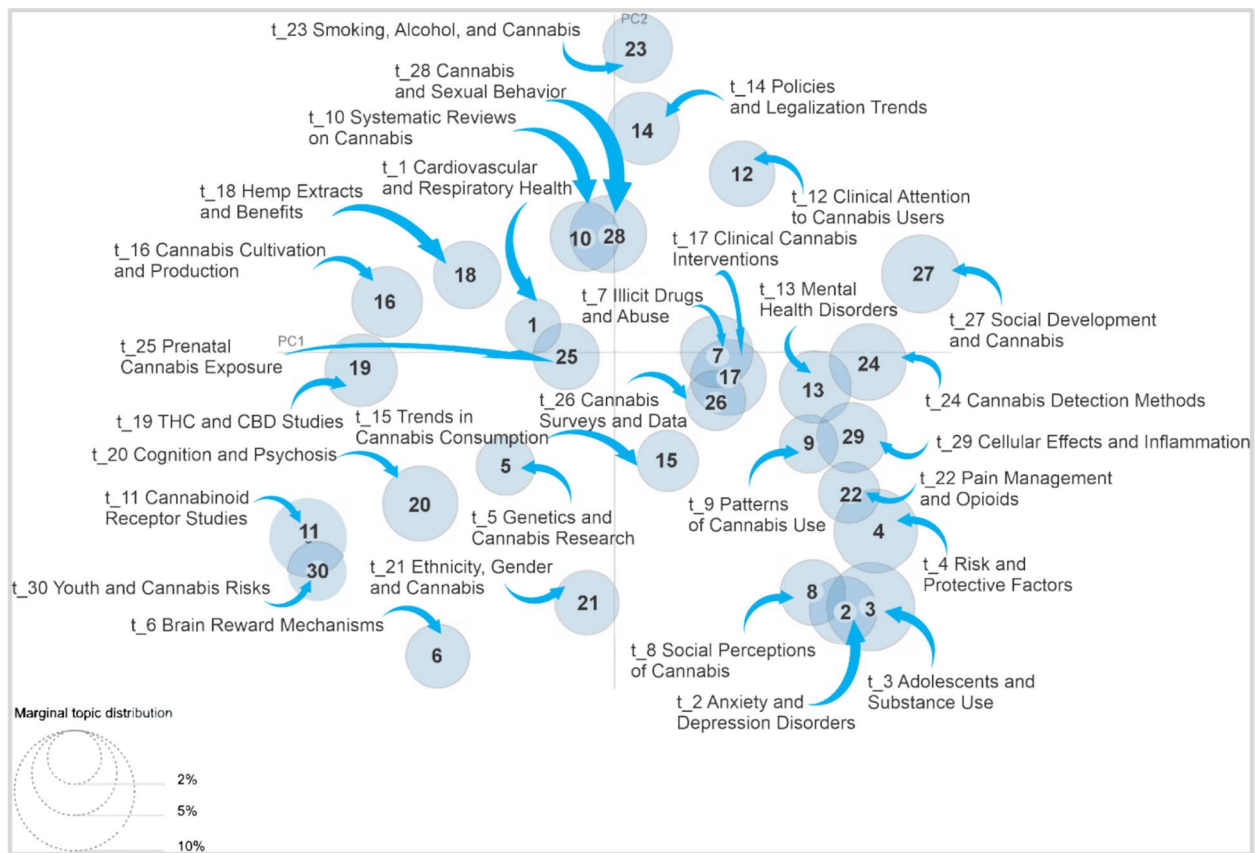 PC2
t_23 Smoking, Alcohol, and Cannabis
23
t_28 Cannabis
and Sexual Behavior
t_14 Policies
and Legalization Trends
14
t_10 Systematic Reviews
on Cannabis
12
t_1 Cardiovascular
and Respiratory Health
t_18 Hemp Extracts
and Benefits
t_12 Clinical Attention
to Cannabis Users
10
28
t_17 Clinical Cannabis
Interventions
t_16 Cannabis Cultivation
and Production
18
27
16
t_7 Illicit Drugs
and Abuse
t_13 Mental
Health Disorders
1
t_27 Social Development
and Cannabis
PC1
t_25 Prenatal
Cannabis Exposure
25
7
19
17
13
24
26
t_26 Cannabis
Surveys and Data
t_24 Cannabis Detection Methods
t_19 THC and CBD Studies
t_15 Trends in
Cannabis Consumption
t_20 Cognition and Psychosis
9
29
t_29 Cellular Effects and Inflammation
5
15
t_22 Pain Management
and Opioids
22
t_11 Cannabinoid
Receptor Studies
20
t_9 Patterns
of Cannabis Use
t_5 Genetics and
Cannabis Research
11
4
t_4 Risk and
Protective Factors
30
t_21 Ethnicity, Gender
and Cannabis
t_30 Youth and Cannabis Risks
21
8
2
3
t_6 Brain Reward Mechanisms
6
t_8 Social Perceptions
of Cannabis
t_3 Adolescents and
Substance Use
t_2 Anxiety and
Depression Disorders
Marginal topic distribution
2%
5%
10%